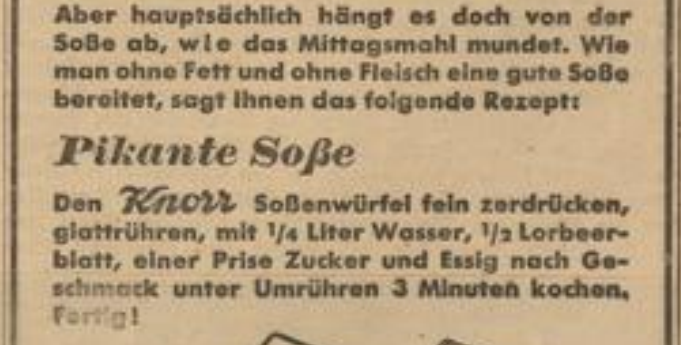 Aber hauptsächlich hängt es doch von der
Soße ab, wie das Mittagsmahl mundet. Wie
man ohne Fett und ohne Fleisch eine gute Soße
bereitet, sagt Ihnen das folgende Rezept:
Pikante Soße
Den Knorr Soßenwürfel fein zerdrücken,
glattrühren, mit 1/4 Liter Wasser, 1/2 Lorbeer-
blatt, einer Prise Zucker und Essig nach Ge-
schmack unter Umrühren 3 Minuten kochen.
Fertig!